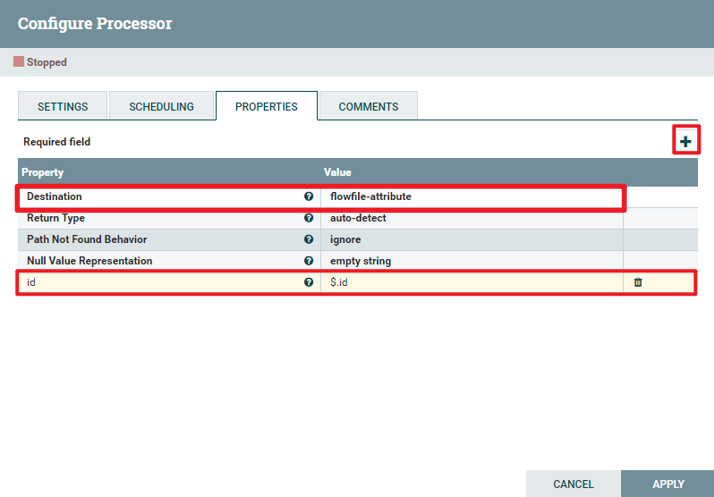 Configure Processor
Stopped
SETTINGS SCHEDULING PROPERTIES COMMENTS
Required field
Property Value
Destination flowfile-attribute
Return Type auto-detect
Path Not Found Behavior ignore
Null Value Representation empty string
id $.id
CANCEL APPLY